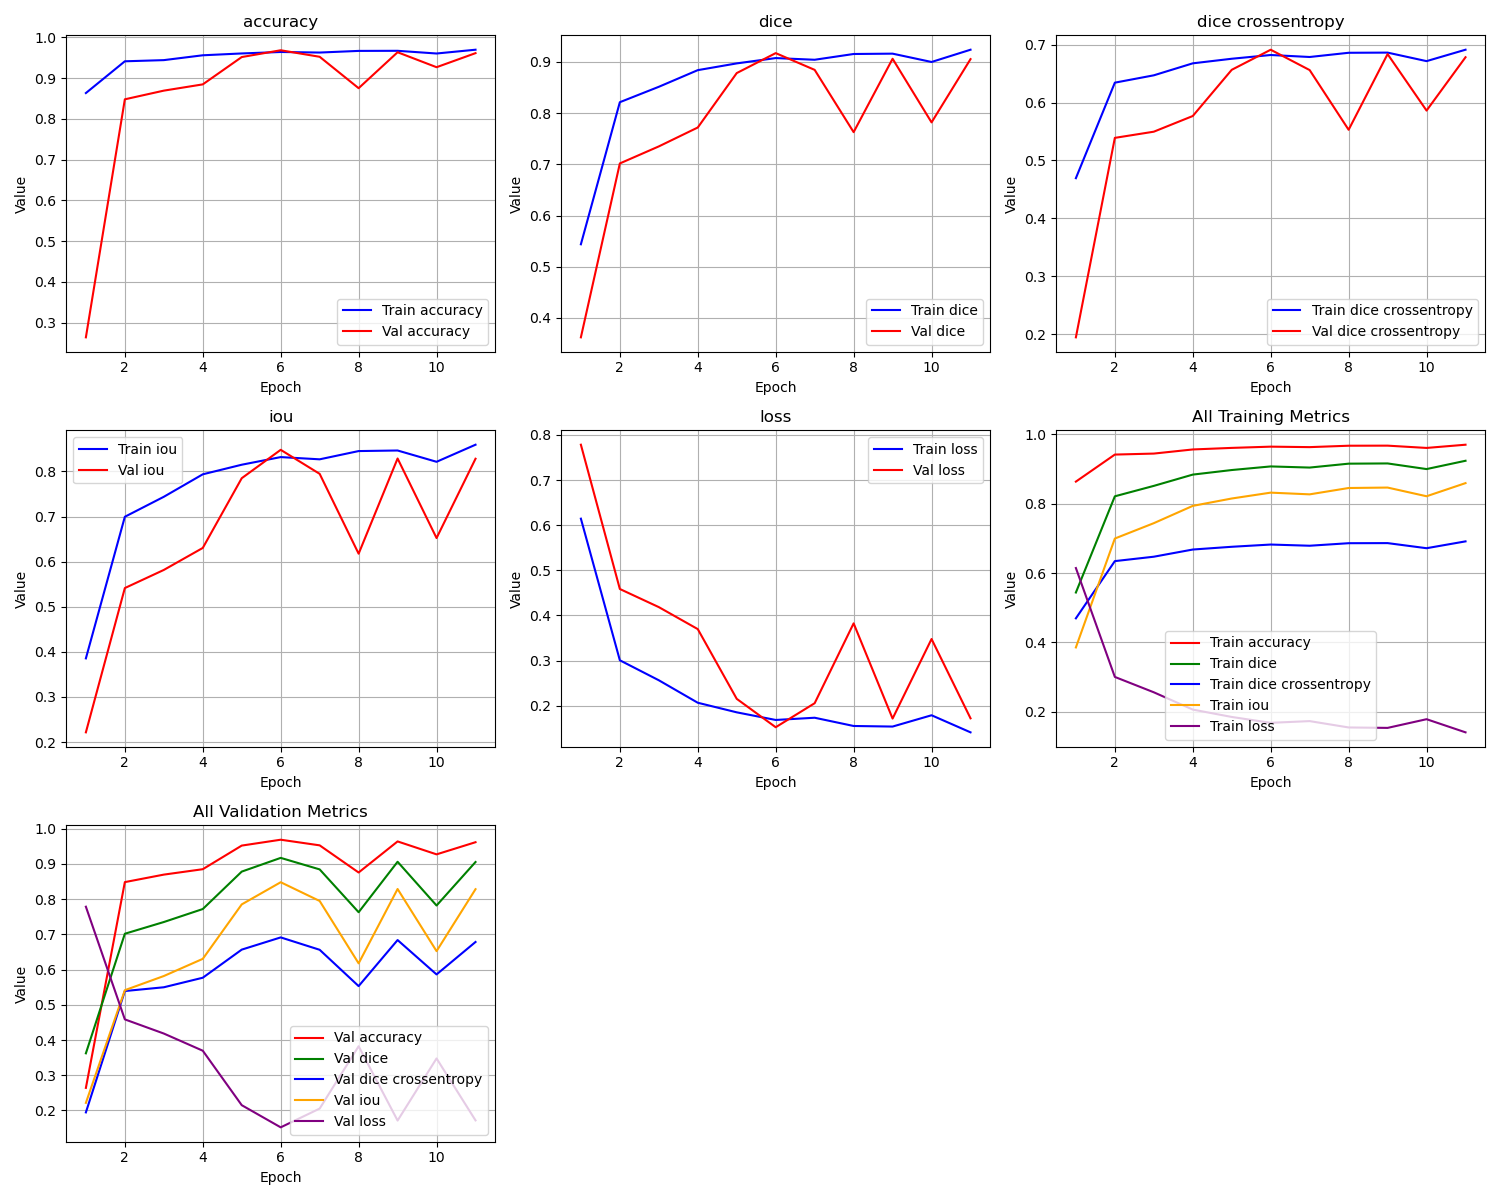 accuracy
1.0
0.9
0.8
0.7
0.6
0.5
0.4
0.3
Value
2 4 6 8 10
Epoch
Train accuracy
Val accuracy
dice
0.9
0.8
0.7
0.6
0.5
0.4
Value
2 4 6 8 10
Epoch
Train dice
Val dice
dice crossentropy
0.7
0.6
0.5
0.4
0.3
0.2
Value
2 4 6 8 10
Epoch
Train dice crossentropy
Val dice crossentropy
iou
Train iou
Val iou
0.8
0.7
0.6
0.5
0.4
0.3
0.2
Value
2 4 6 8 10
Epoch
loss
Train loss
Val loss
0.8
0.7
0.6
0.5
0.4
0.3
0.2
Value
2 4 6 8 10
Epoch
All Training Metrics
1.0
0.8
0.6
0.4
0.2
Value
Train accuracy
Train dice
Train dice crossentropy
Train iou
Train loss
2 4 6 8 10
Epoch
All Validation Metrics
1.0
0.9
0.8
0.7
0.6
0.5
0.4
0.3
0.2
Value
Val accuracy
Val dice
Val dice crossentropy
Val iou
Val loss
2 4 6 8 10
Epoch